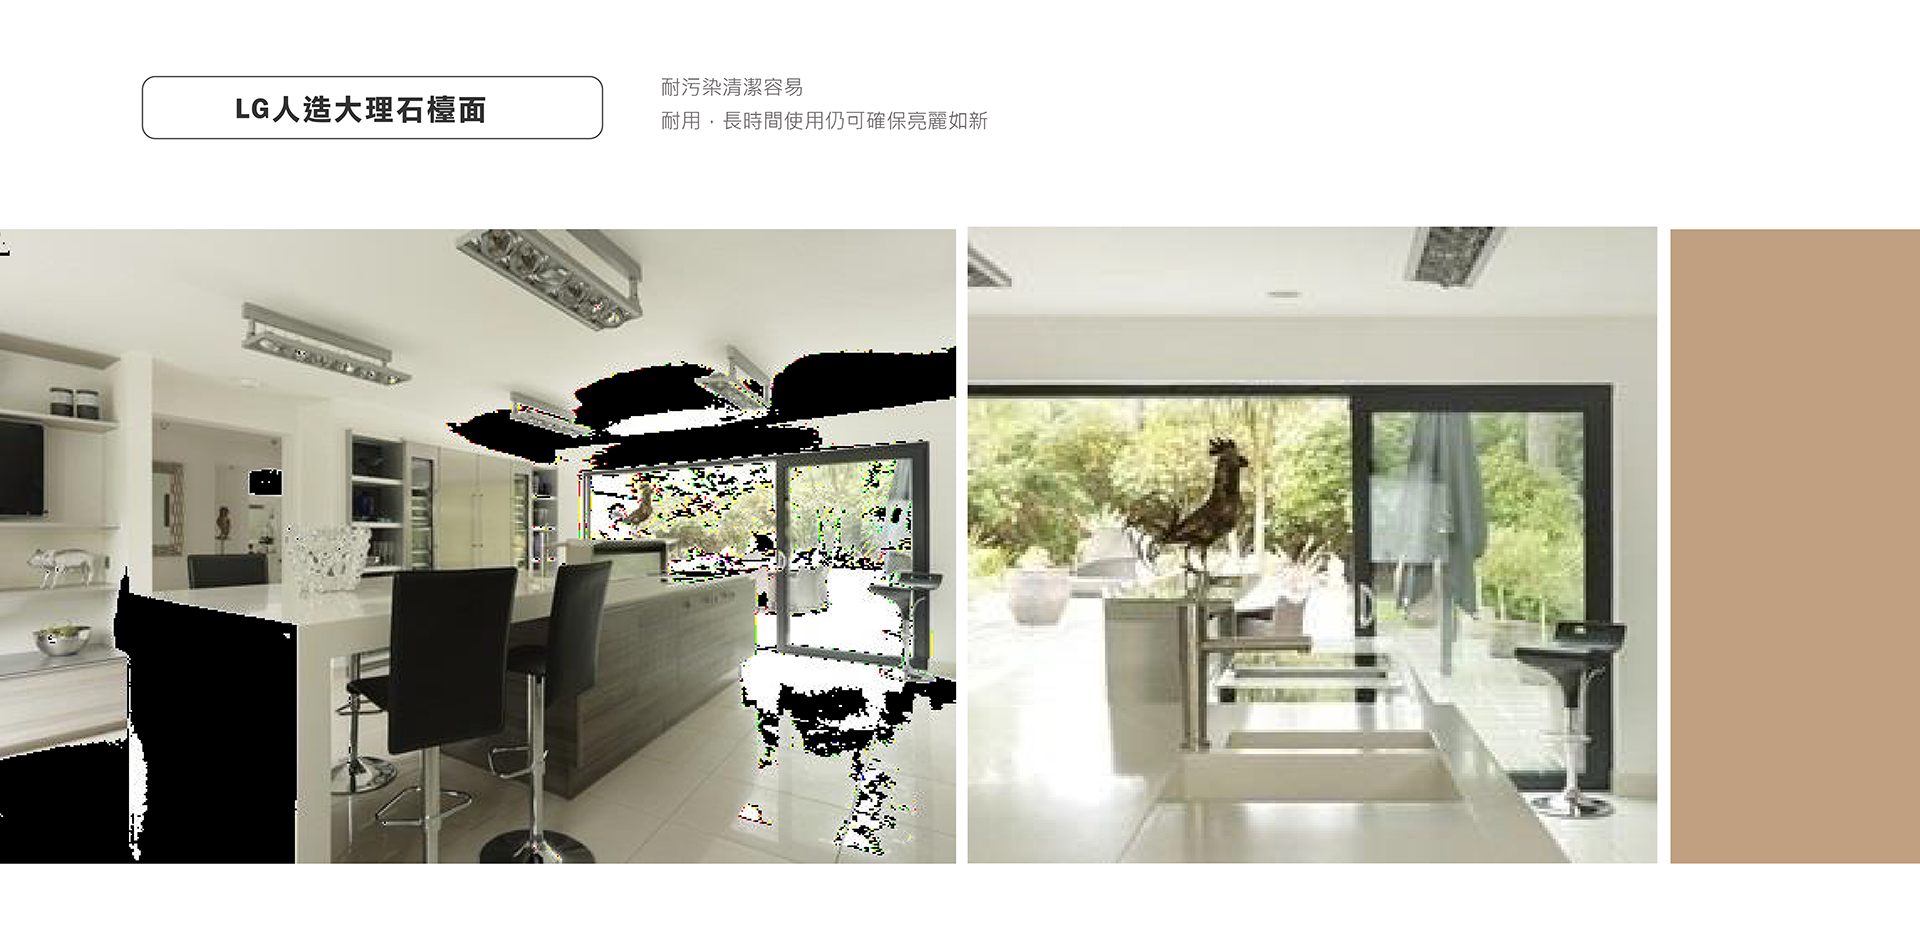 LG人造大理石檯面
耐污染清潔容易
耐用．長時間使用仍可確保亮麗如新